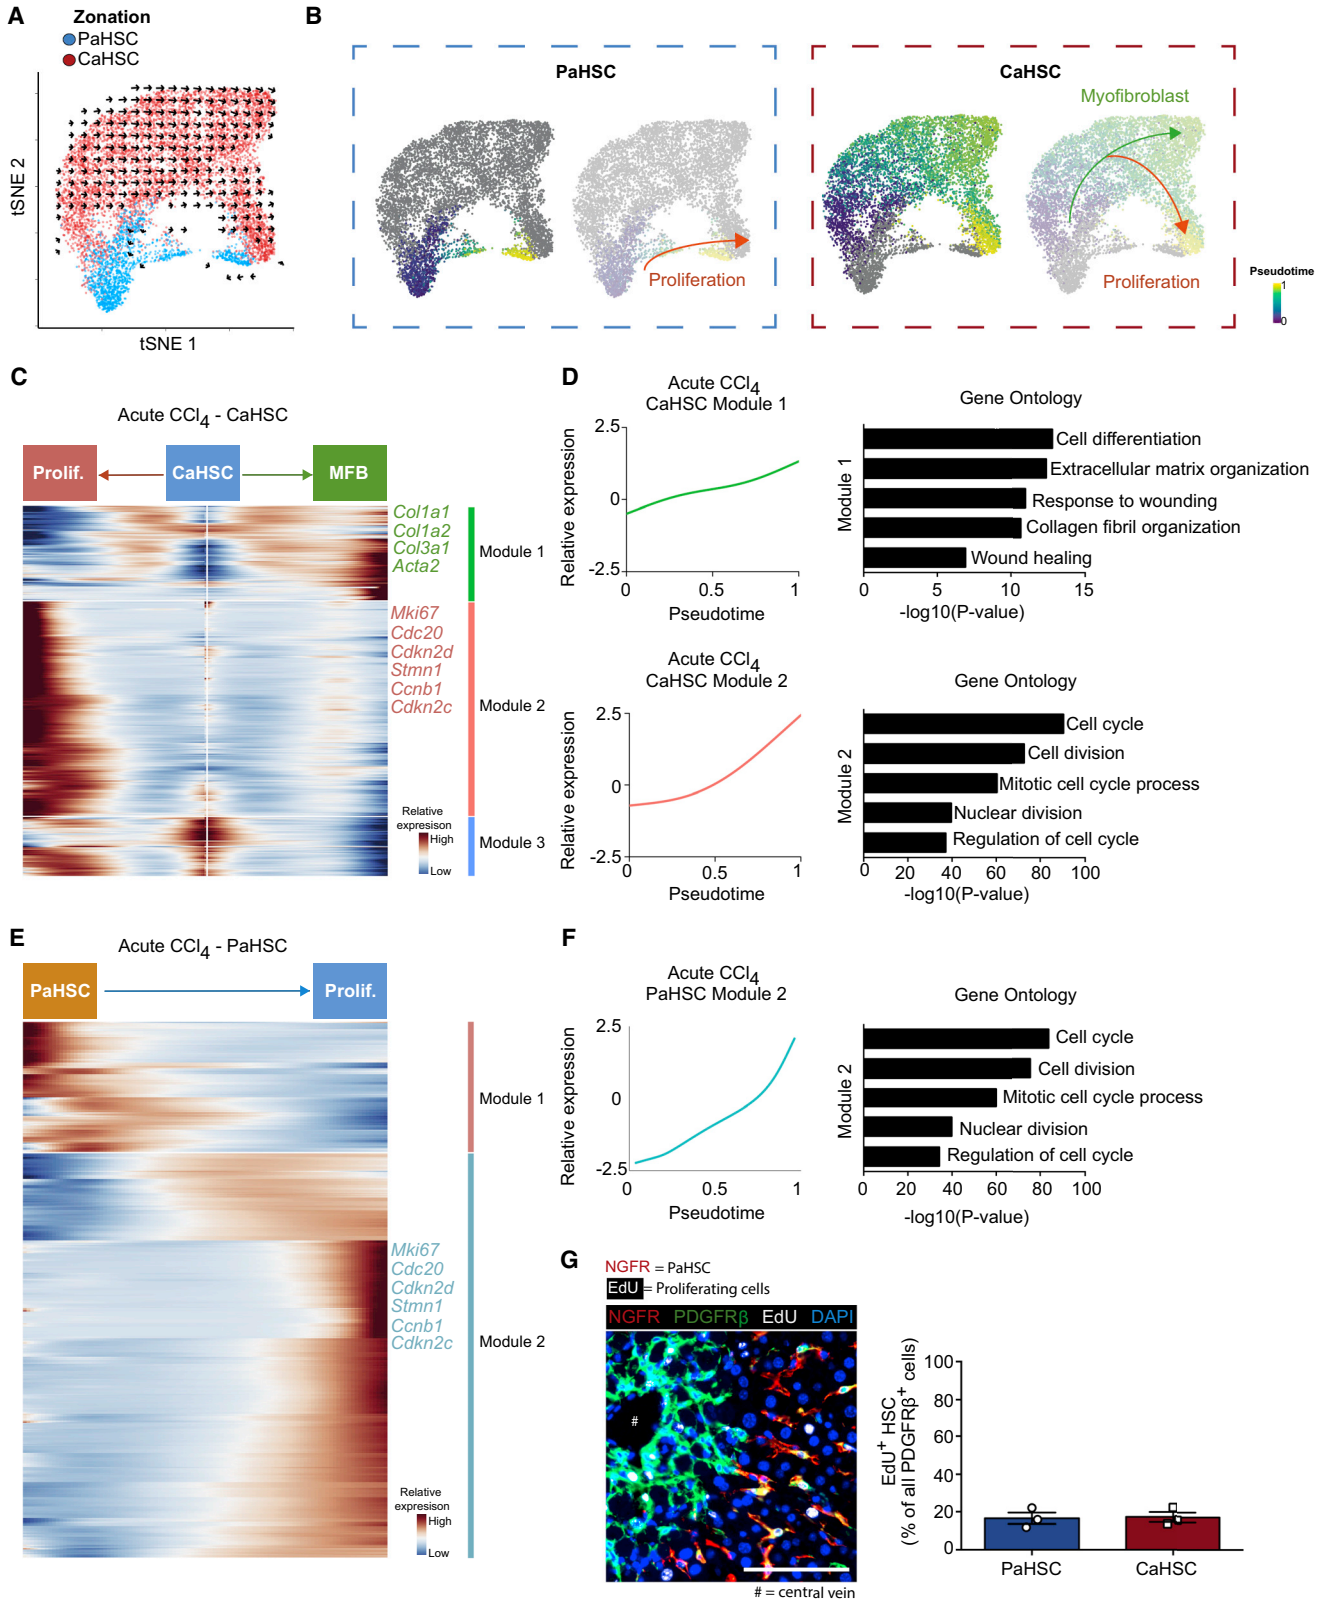 A
Zonation
PaHSC
CaHSC
tSNE 2
tSNE 1
B
PaHSC
Proliferation
CaHSC
Myofibroblast
Proliferation
Pseudotime
1
0
C
Acute CCl4 - CaHSC
Prolif.
CaHSC
MFB
Col1a1
Col1a2
Col3a1
Acta2
Module 1
Mki67
Cdc20
Cdkn2d
Stmn1
Ccnb1
Cdkn2c
Module 2
Relative
expresison
High
Low
Module 3
D
Acute CCl4
CaHSC Module 1
Relative expression
2.5
0
-2.5
0
0.5
1
Pseudotime
Gene Ontology
Module 1
Cell differentiation
Extracellular matrix organization
Response to wounding
Collagen fibril organization
Wound healing
0 5 10 15
-log10(P-value)
Acute CCl4
CaHSC Module 2
Relative expression
2.5
0
-2.5
0 0.5 1
Pseudotime
Gene Ontology
Module 2
Cell cycle
Cell division
Mitotic cell cycle process
Nuclear division
Regulation of cell cycle
0 20 40 60 80 100
-log10(P-value)
E
Acute CCl4 - PaHSC
PaHSC
Prolif.
Module 1
Mki67
Cdc20
Cdkn2d
Stmn1
Ccnb1
Cdkn2c
Module 2
Relative
expresison
High
Low
F
Acute CCl4
PaHSC Module 2
Relative expression
2.5
0
-2.5
0 0.5 1
Pseudotime
Gene Ontology
Module 2
Cell cycle
Cell division
Mitotic cell cycle process
Nuclear division
Regulation of cell cycle
0 20 40 60 80 100
-log10(P-value)
G
NGFR = PaHSC
EdU = Proliferating cells
NGFR PDGFRβ EdU DAPI
#
# = central vein
EdU+ HSC
(% of all PDGFRβ+ cells)
100
80
60
40
20
0
PaHSC
CaHSC